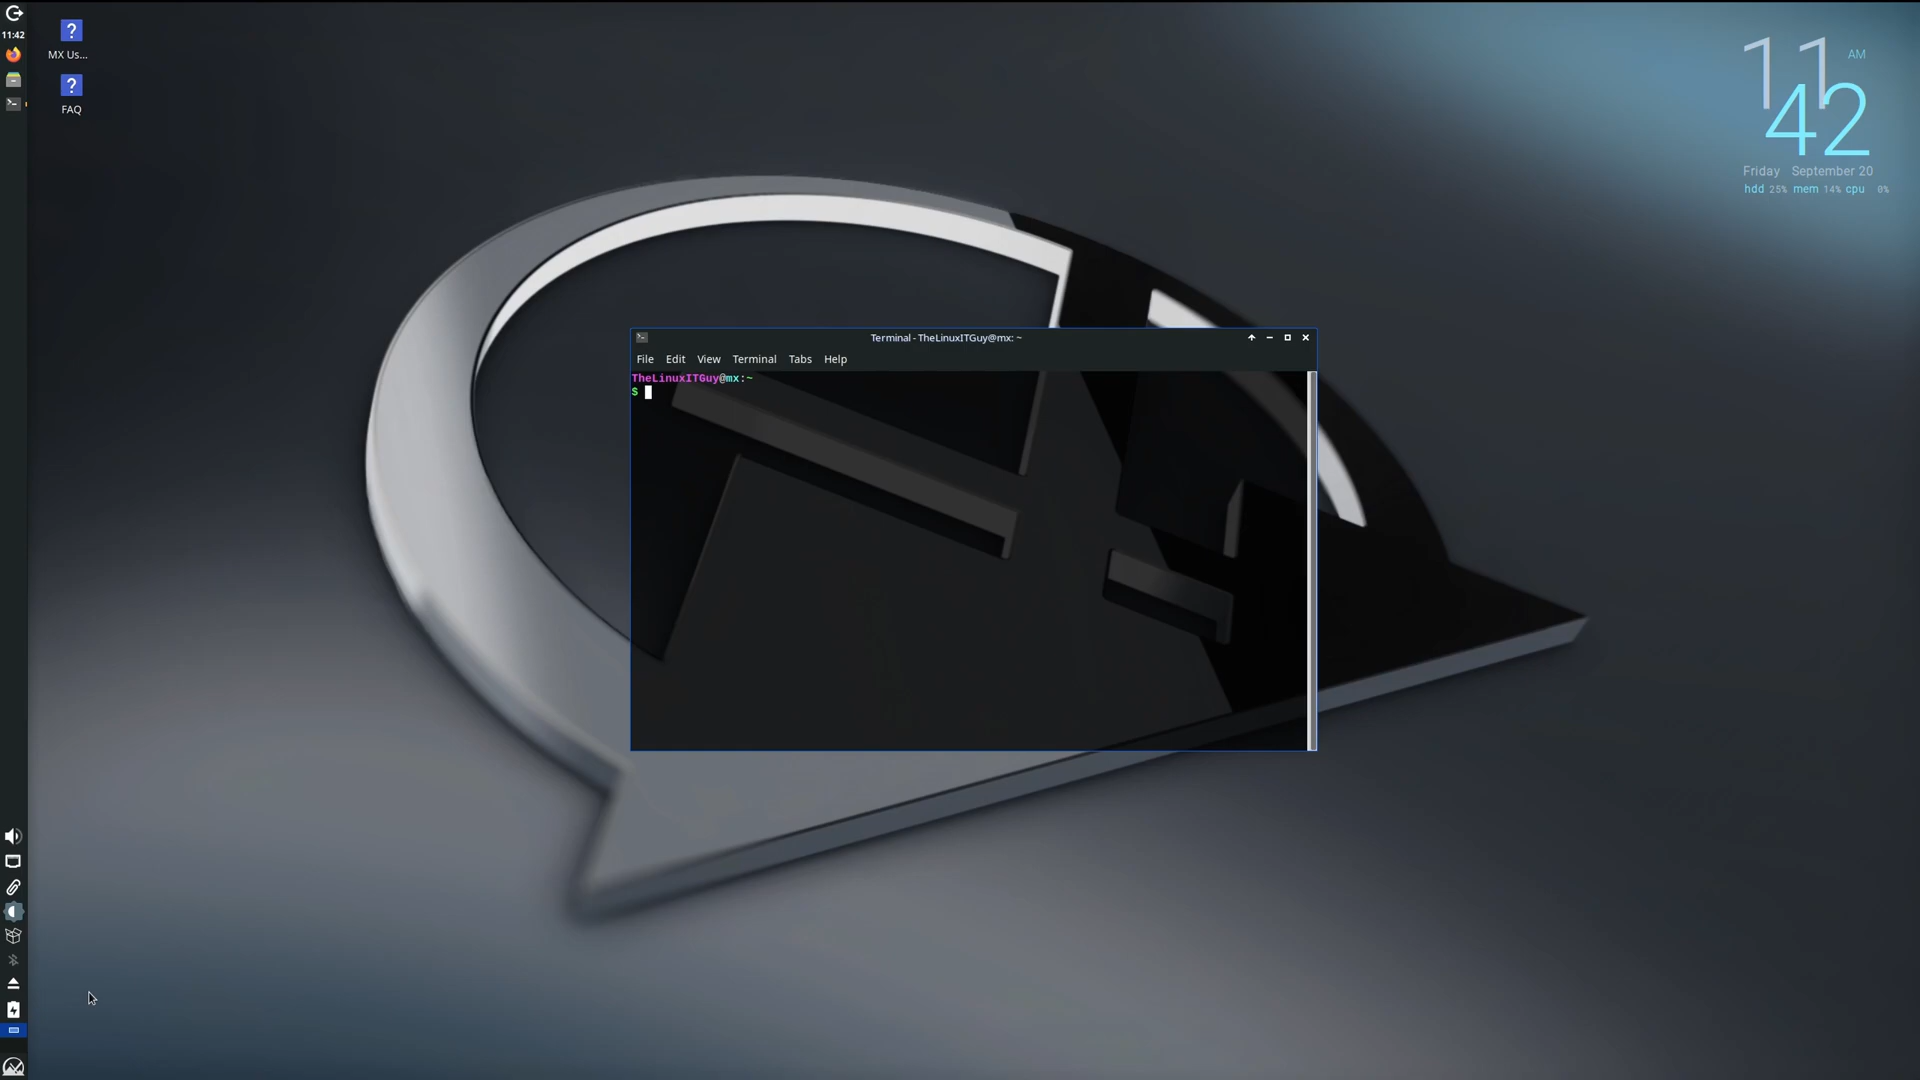 11:42
MX Us...
FAQ
11
AM
42
Friday September 20
hdd 25% mem 14% cpu 0%
Terminal - TheLinuxITGuy@mx: ~
File Edit View Terminal Tabs Help
TheLinuxITGuy@mx:~
$